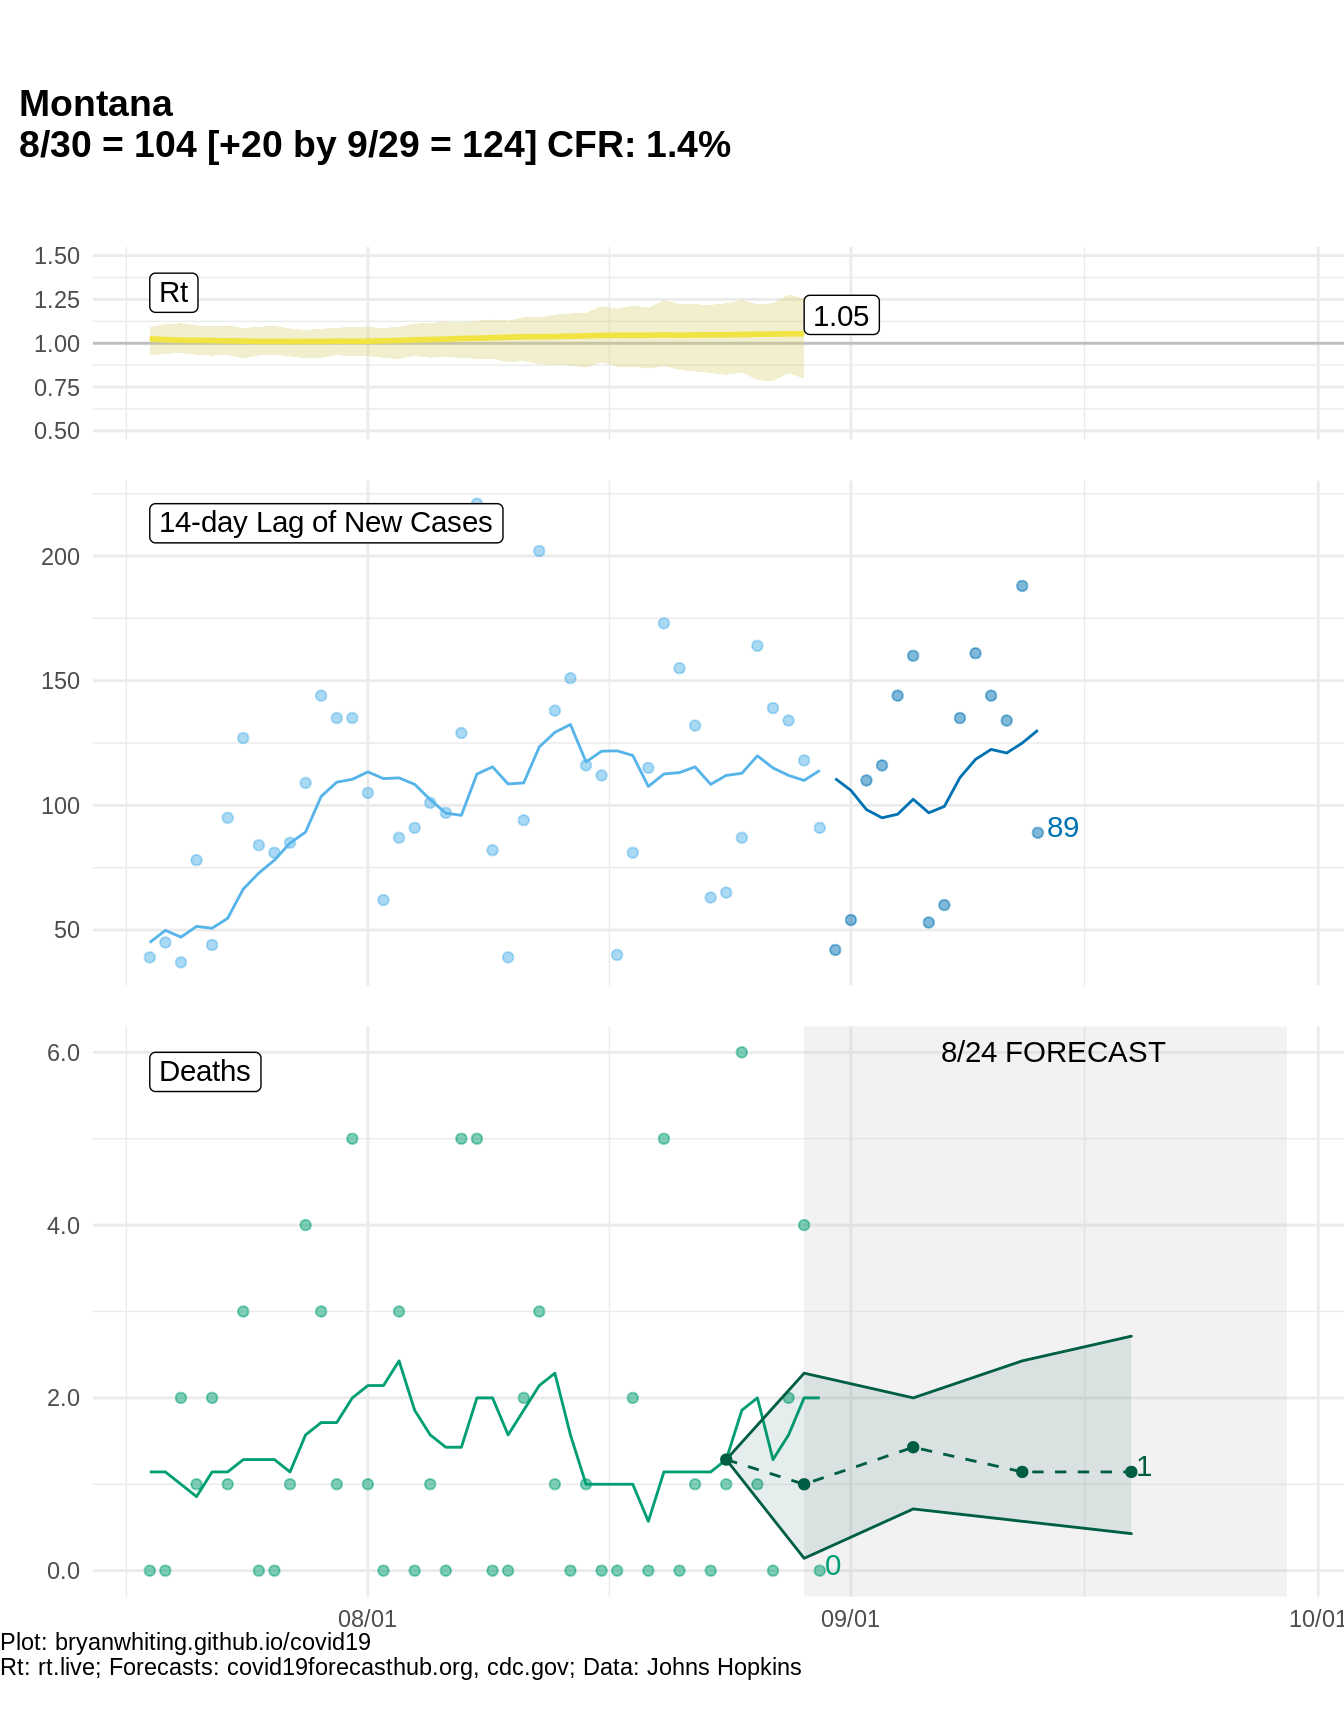 Montana
8/30 = 104 [+20 by 9/29 = 124] CFR: 1.4%
1.50
Rt
1.25
1.05
1.00
0.75
0.50
14-day Lag of New Cases
200
150
100
89
50
8/24 FORECAST
6.0
Deaths
4.0
2.0
1
0
0.0
08/01
09/01
10/01
Plot: bryanwhiting.github.io/covid19
Rt: rt.live; Forecasts: covid19forecasthub.org, cdc.gov; Data: Johns Hopkins